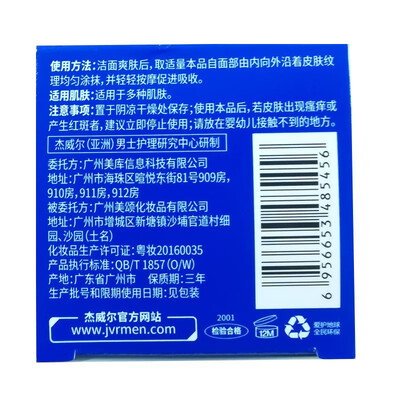 使用方法：洁面爽肤后，取适量本品自面部由内向外沿着皮肤纹
理均匀涂抹，并轻轻按摩促进吸收。
适用肌肤：适用于多种肌肤。
注意事项：置于阴凉干燥处保存；使用本品后，若皮肤出现瘙痒或
产生红斑者，建议立即停止使用；请放在婴幼儿接触不到的地方。
杰威尔（亚洲）男士护理研究中心研制
委托方：广州美库信息科技有限公司
地址：广州市海珠区暄悦东街81号909房，
910房，911房，912房
被委托方：广州美颂化妆品有限公司
地址：广州市增城区新塘镇沙埔官道村细
园、沙园(土名)
化妆品生产许可证：粤妆20160035
产品执行标准：QB/T 1857(O/W)
产地：广东省广州市 保质期：三年
生产批号和限期使用日期：见包装
6956653485456
杰威尔官方网站
www.jvrmen.com
2001
检验合格
12M
爱护地球
全民环保